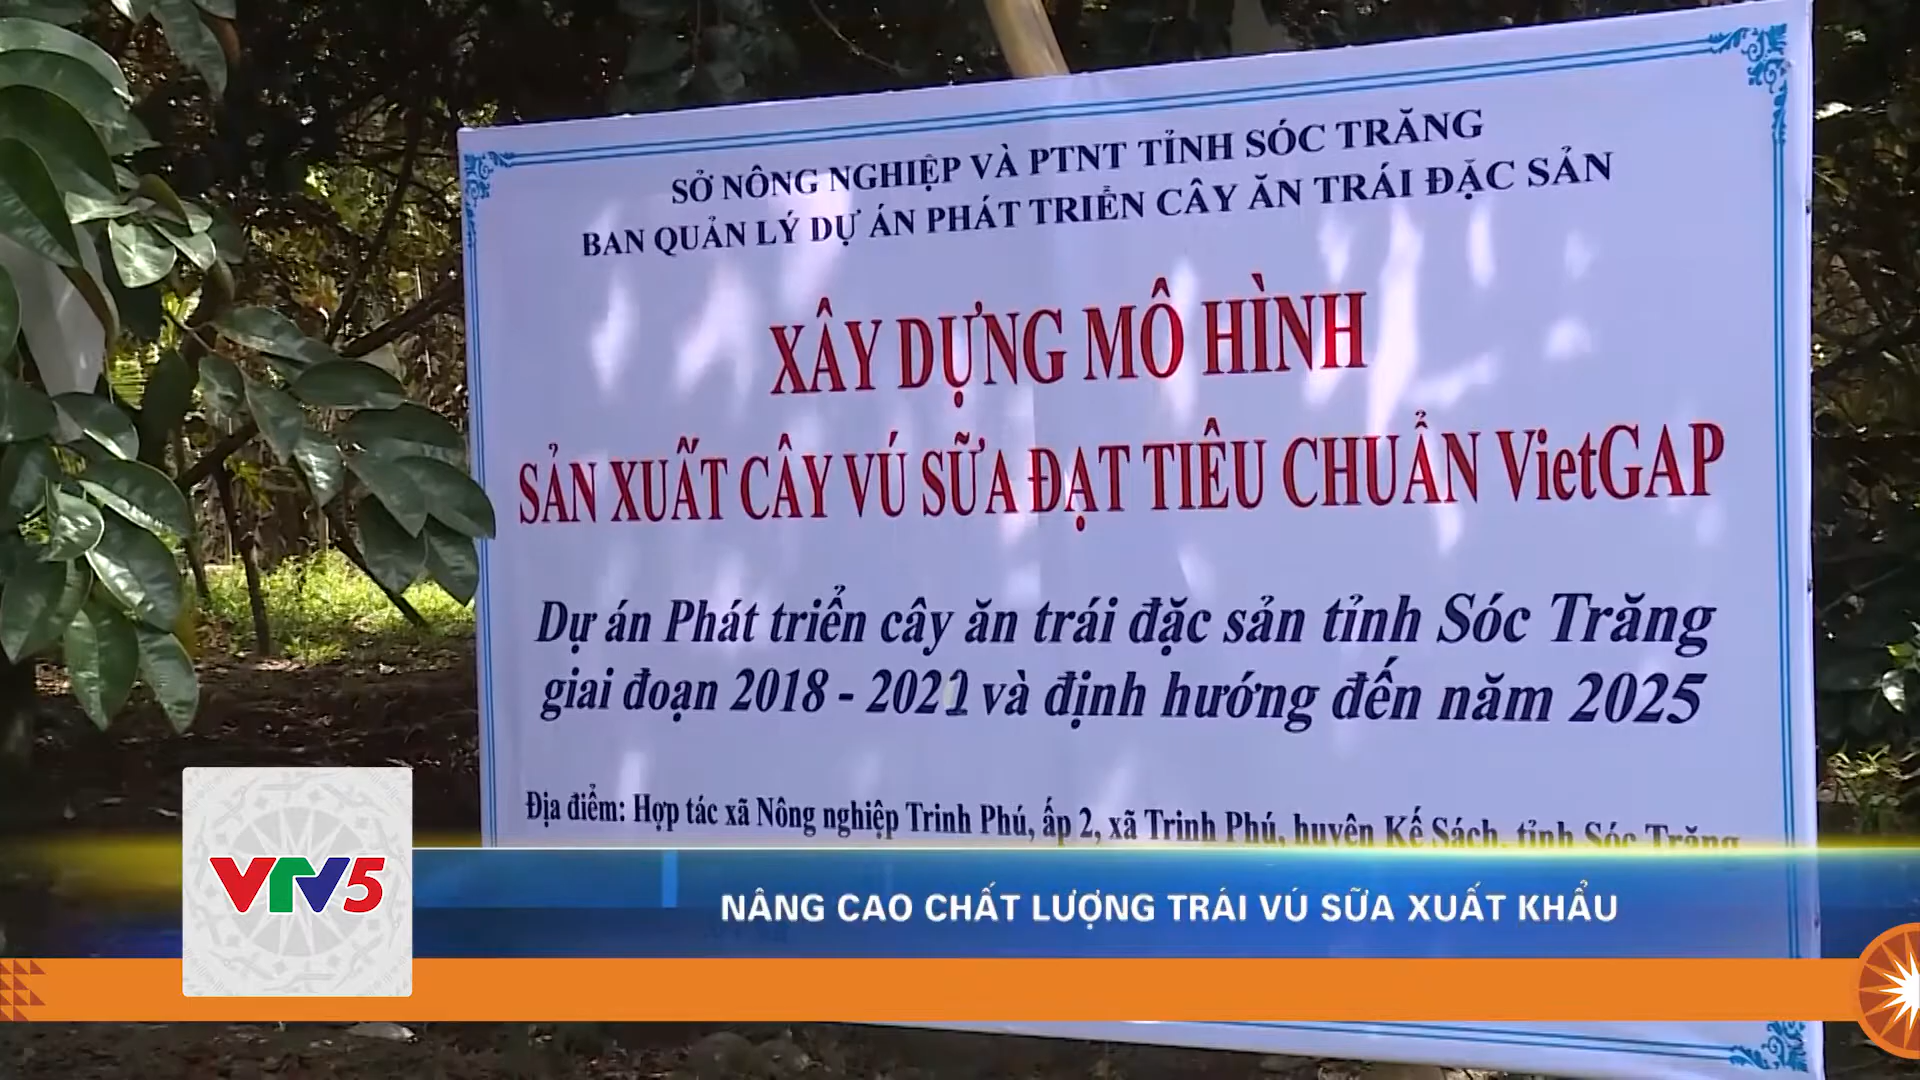 SỞ NÔNG NGHIỆP VÀ PTNT TỈNH SÓC TRĂNG
BAN QUẢN LÝ DỰ ÁN PHÁT TRIỂN CÂY ĂN TRÁI ĐẶC SẢN
XÂY DỰNG MÔ HÌNH
SẢN XUẤT CÂY VÚ SỮA ĐẠT TIÊU CHUẨN VietGAP
Dự án Phát triển cây ăn trái đặc sản tỉnh Sóc Trăng
giai đoạn 2018 - 2021 và định hướng đến năm 2025
Địa điểm: Hợp tác xã Nông nghiệp Trinh Phú, ấp 2, xã Trinh Phú, huyện Kế Sách, tỉnh Sóc Trăng
VTV5
NÂNG CAO CHẤT LƯỢNG TRÁI VÚ SỮA XUẤT KHẨU